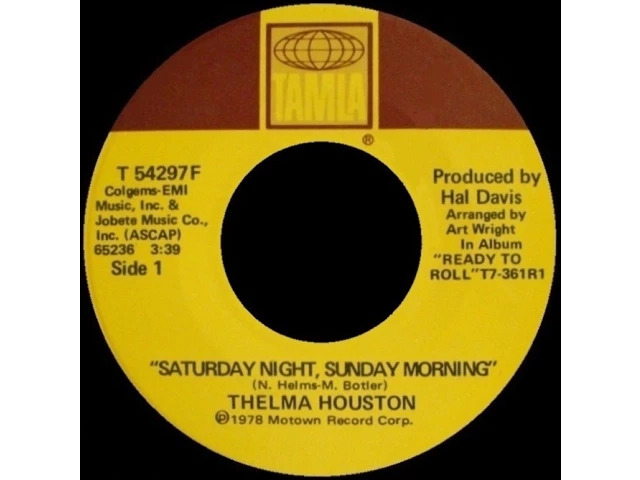 TAMLA
®
T 54297F
Colgems-EMI
Music, Inc. &
Jobete Music Co.,
Inc. (ASCAP)
65236 3:39
Side 1
Produced by
Hal Davis
Arranged by
Art Wright
In Album
"READY TO
ROLL"T7-361R1
"SATURDAY NIGHT, SUNDAY MORNING"
(N. Helms-M. Botler)
THELMA HOUSTON
℗1978 Motown Record Corp.